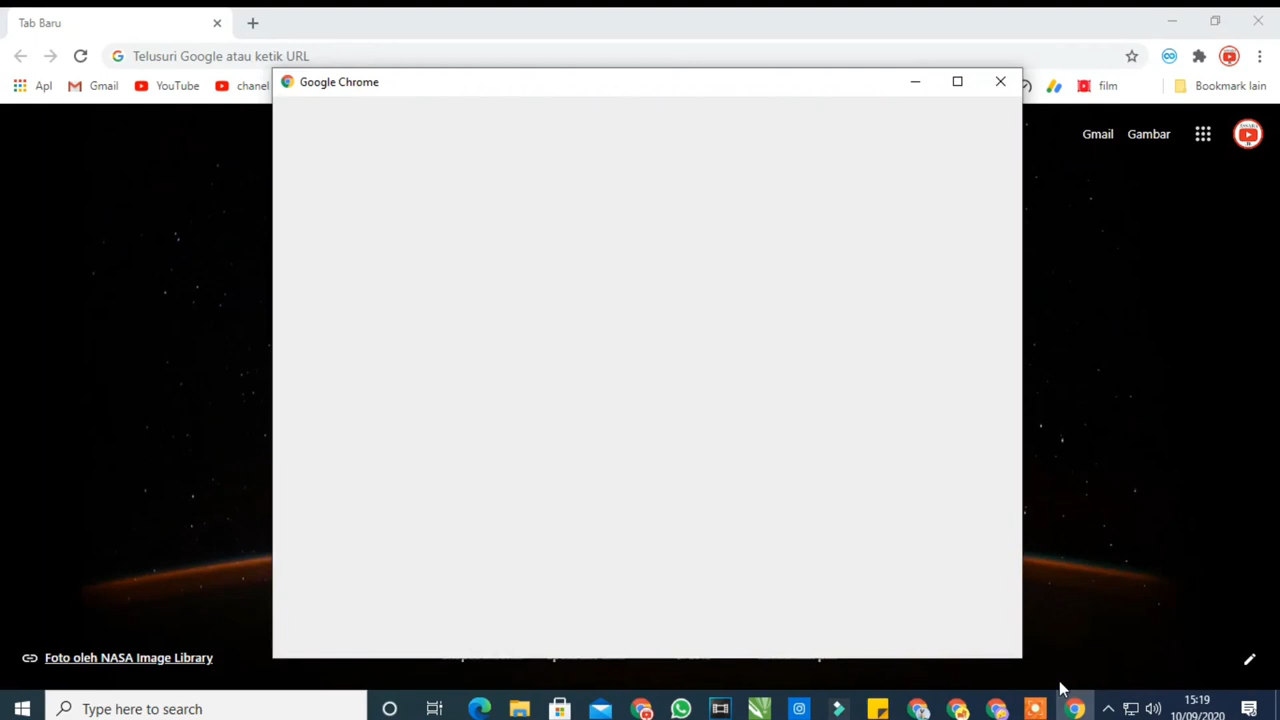 Tab Baru
Telusuri Google atau ketik URL
Apl
Gmail
YouTube
chanel
film
Bookmark lain
Google Chrome
Gmail
Gambar
Foto oleh NASA Image Library
Type here to search
15:19
10/09/2020